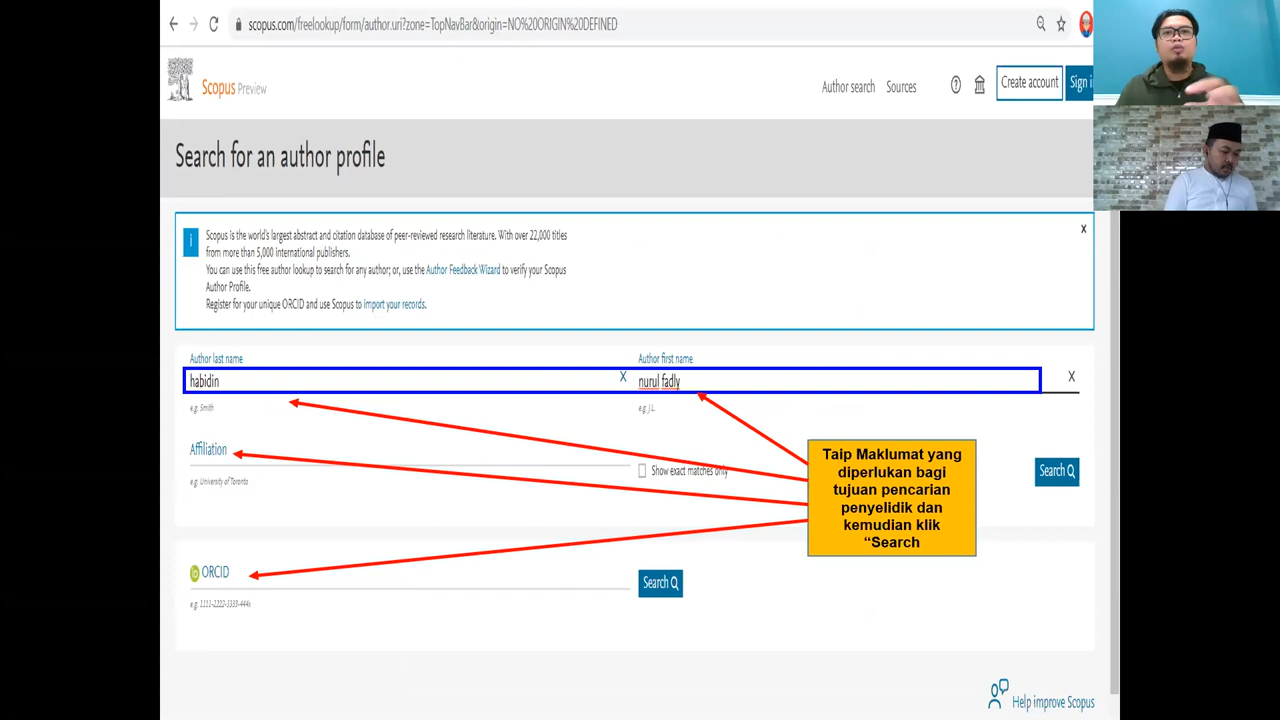 scopus.com/freelookup/form/author.uri?zone=TopNavBar&origin=NO%20ORIGIN%20DEFINED
Scopus Preview
Author search Sources
Create account
Sign i
Search for an author profile
i
Scopus is the world's largest abstract and citation database of peer-reviewed research literature. With over 22,000 titles
from more than 5,000 international publishers.
You can use this free author lookup to search for any author; or, use the Author Feedback Wizard to verify your Scopus
Author Profile.
Register for your unique ORCID and use Scopus to import your records.
x
Author last name
habidin
X
e.g. Smith
Author first name
nurul fadly
X
e.g. J.L.
Affiliation
e.g. University of Toronto
Show exact matches only
Search
Taip Maklumat yang
diperlukan bagi
tujuan pencarian
penyelidik dan
kemudian klik
“Search
iD ORCID
e.g. 1111-2222-3333-444x
Search
Help improve Scopus